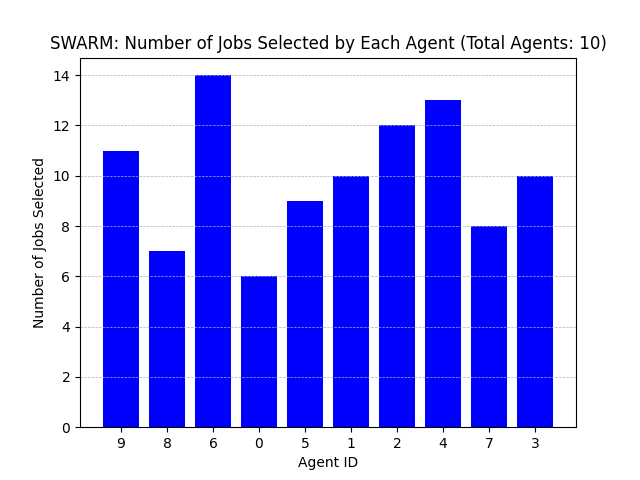 SWARM: Number of Jobs Selected by Each Agent (Total Agents: 10)
14
12
10
8
6
4
2
0
Number of Jobs Selected
9 8 6 0 5 1 2 4 7 3
Agent ID